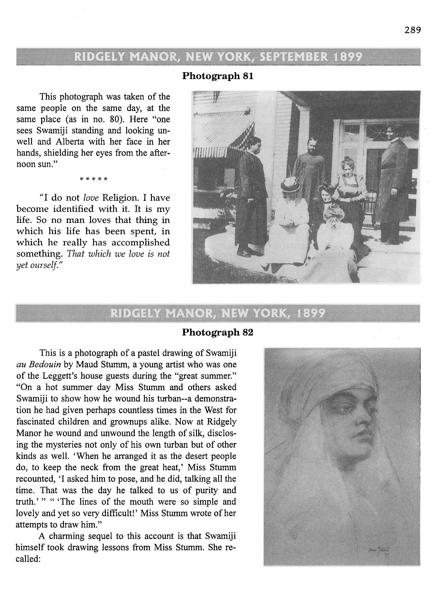 289
RIDGELY MANOR, NEW YORK, SEPTEMBER 1899
Photograph 81
This photograph was taken of the
same people on the same day, at the
same place (as in no. 80). Here "one
sees Swamiji standing and looking un-
well and Alberta with her face in her
hands, shielding her eyes from the after-
noon sun."
* * * * *
"I do not love Religion. I have
become identified with it. It is my
life. So no man loves that thing in
which his life has been spent, in
which he really has accomplished
something. That which we love is not
yet ourself."
RIDGELY MANOR, NEW YORK, 1899
Photograph 82
This is a photograph of a pastel drawing of Swamiji
au Bedouin by Maud Stumm, a young artist who was one
of the Leggett's house guests during the "great summer."
"On a hot summer day Miss Stumm and others asked
Swamiji to show how he wound his turban--a demonstra-
tion he had given perhaps countless times in the West for
fascinated children and grownups alike. Now at Ridgely
Manor he wound and unwound the length of silk, disclos-
ing the mysteries not only of his own turban but of other
kinds as well. 'When he arranged it as the desert people
do, to keep the neck from the great heat,' Miss Stumm
recounted, 'I asked him to pose, and he did, talking all the
time. That was the day he talked to us of purity and
truth.' " " 'The lines of the mouth were so simple and
lovely and yet so very difficult!' Miss Stumm wrote of her
attempts to draw him."
A charming sequel to this account is that Swamiji
himself took drawing lessons from Miss Stumm. She re-
called: